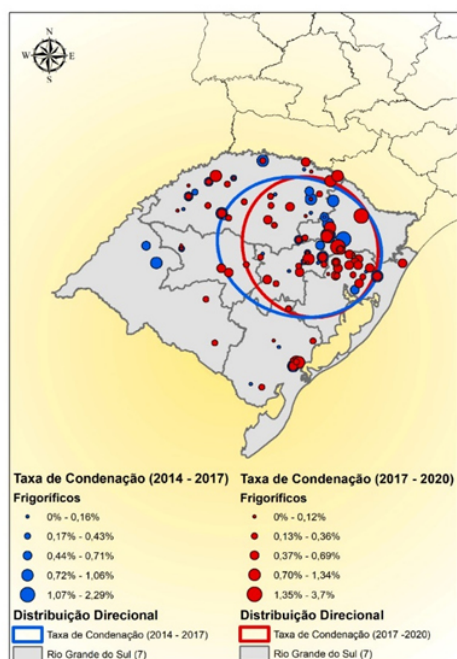 N
W E
S
Taxa de Condenação (2014 - 2017)
Frigoríficos
0% - 0,16%
0,17% - 0,43%
0,44% - 0,71%
0,72% - 1,06%
1,07% - 2,29%
Distribuição Direcional
Taxa de Condenação (2014 - 2017)
Rio Grande do Sul (7)
Taxa de Condenação (2017 - 2020)
Frigoríficos
0% - 0,12%
0,13% - 0,36%
0,37% - 0,69%
0,70% - 1,34%
1,35% - 3,7%
Distribuição Direcional
Taxa de Condenação (2017 -2020)
Rio Grande do Sul (7)